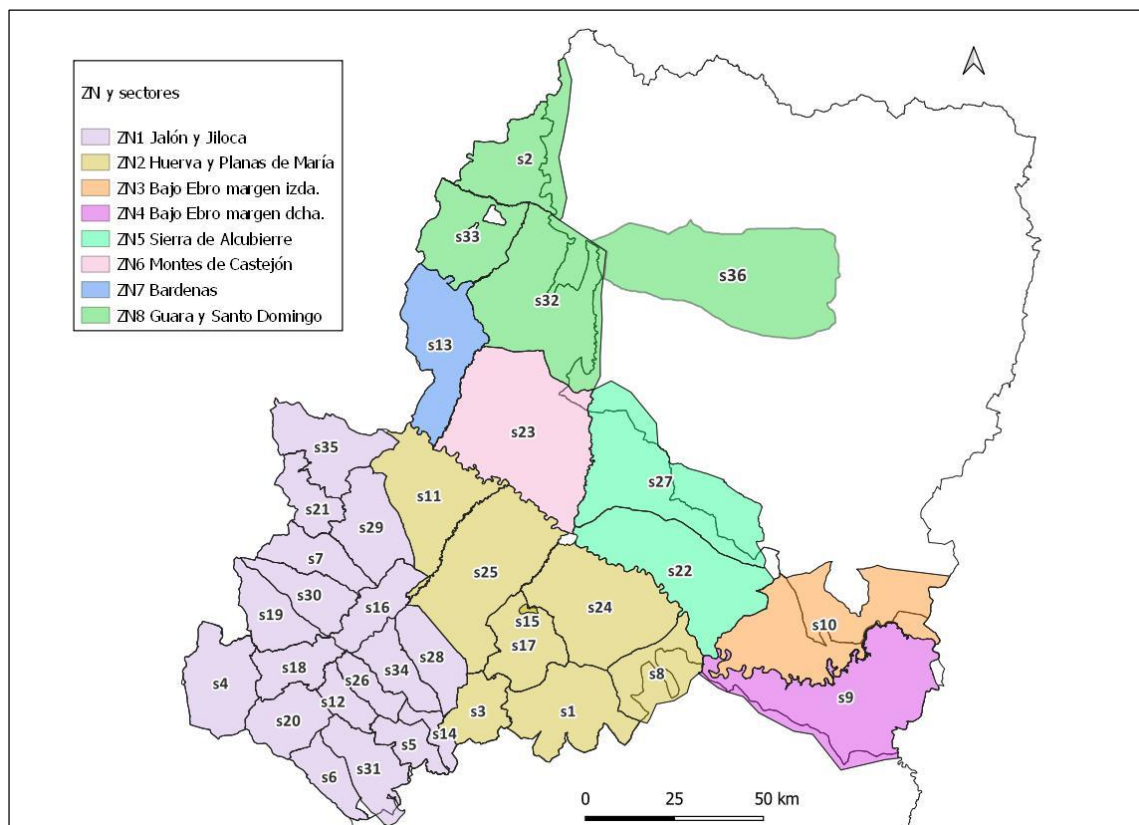 ZN y sectores
ZN1 Jalón y Jiloca
ZN2 Huerva y Planas de María
ZN3 Bajo Ebro margen izda.
ZN4 Bajo Ebro margen dcha.
ZN5 Sierra de Alcubierre
ZN6 Montes de Castejón
ZN7 Bardenas
ZN8 Guara y Santo Domingo
s2
s33
s36
s32
s13
s23
s35
s27
s11
s21
s29
s7
s25
s22
s30
s16
s19
s24
s15
s10
s17
s28
s18
s34
s4
s26
s8
s9
s12
s20
s3
s1
s5
s14
s31
s6
0 25 50 km